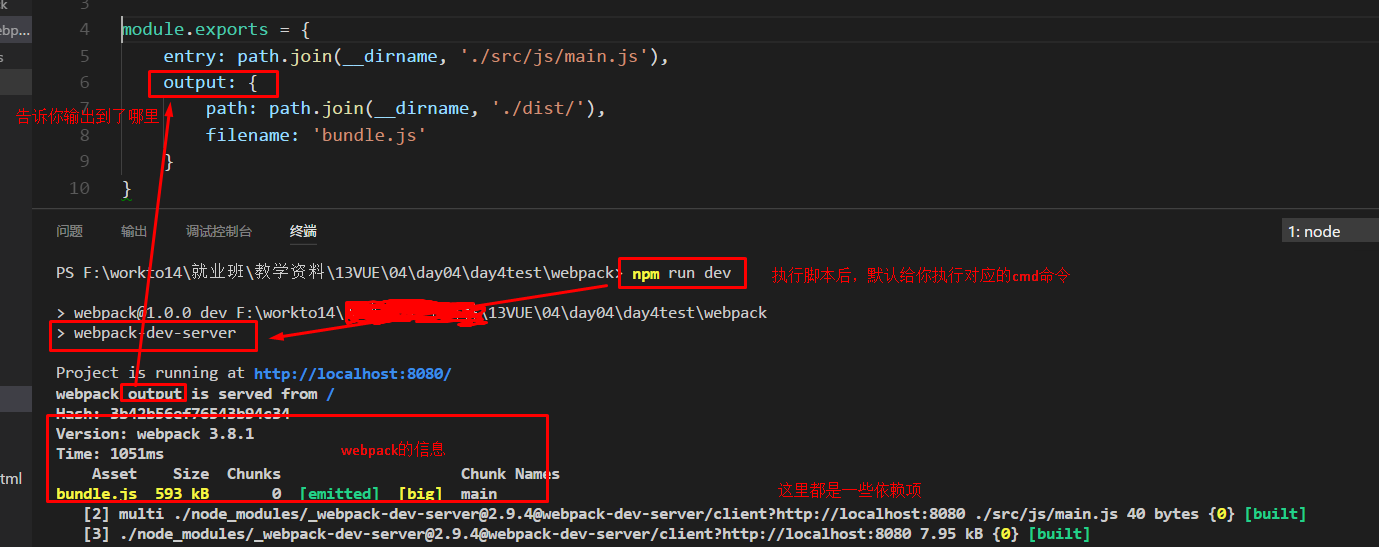 k
3
ebp...
4 module.exports = {
s
5 entry: path.join(__dirname, './src/js/main.js'),
6 output: {
告诉你输出到了哪里
7 path: path.join(__dirname, './dist/'),
8 filename: 'bundle.js'
9 }
10 }
问题 输出 调试控制台 终端 1: node
PS F:\workto14\就业班\教学资料\13VUE\04\day04\day4test\webpack> npm run dev 执行脚本后，默认给你执行对应的cmd命令
> webpack@1.0.0 dev F:\workto14\ \13VUE\04\day04\day4test\webpack
> webpack-dev-server
Project is running at http://localhost:8080/
webpack output is served from /
Hash: 3b42b56ef76543b94e34
Version: webpack 3.8.1
webpack的信息
Time: 1051ms
Asset Size Chunks Chunk Names
tml
bundle.js 593 kB 0 [emitted] [big] main
这里都是一些依赖项
[2] multi ./node_modules/_webpack-dev-server@2.9.4@webpack-dev-server/client?http://localhost:8080 ./src/js/main.js 40 bytes {0} [built]
[3] ./node_modules/_webpack-dev-server@2.9.4@webpack-dev-server/client?http://localhost:8080 7.95 kB {0} [built]